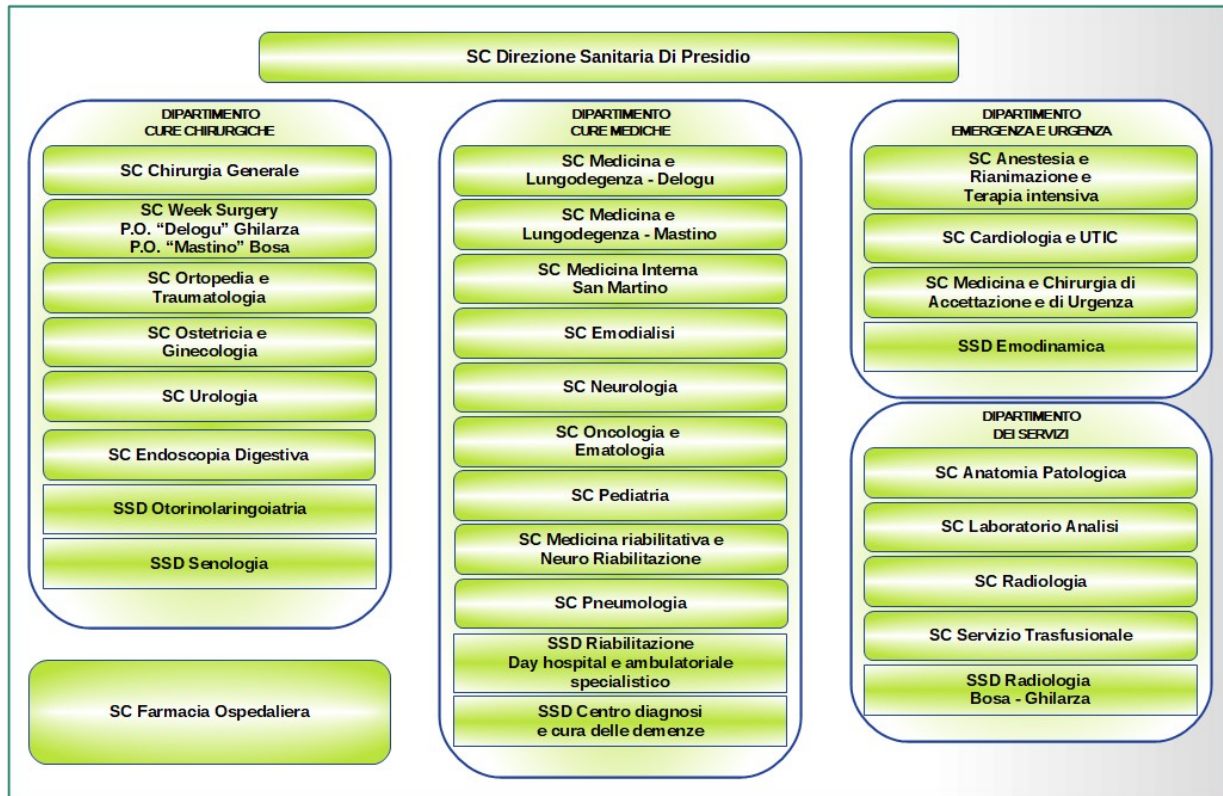 SC Direzione Sanitaria Di Presidio
DIPARTIMENTO
CURE CHIRURGICHE
SC Chirurgia Generale
SC Week Surgery
P.O. “Delogu” Ghilarza
P.O. “Mastino” Bosa
SC Ortopedia e
Traumatologia
SC Ostetricia e
Ginecologia
SC Urologia
SC Endoscopia Digestiva
SSD Otorinolaringoiatria
SSD Senologia
SC Farmacia Ospedaliera
DIPARTIMENTO
CURE MEDICHE
SC Medicina e
Lungodegenza - Delogu
SC Medicina e
Lungodegenza - Mastino
SC Medicina Interna
San Martino
SC Emodialisi
SC Neurologia
SC Oncologia e
Ematologia
SC Pediatria
SC Medicina riabilitativa e
Neuro Riabilitazione
SC Pneumologia
SSD Riabilitazione
Day hospital e ambulatoriale
specialistico
SSD Centro diagnosi
e cura delle demenze
DIPARTIMENTO
EMERGENZA E URGENZA
SC Anestesia e
Rianimazione e
Terapia intensiva
SC Cardiologia e UTIC
SC Medicina e Chirurgia di
Accettazione e di Urgenza
SSD Emodinamica
DIPARTIMENTO
DEI SERVIZI
SC Anatomia Patologica
SC Laboratorio Analisi
SC Radiologia
SC Servizio Trasfusionale
SSD Radiologia
Bosa - Ghilarza